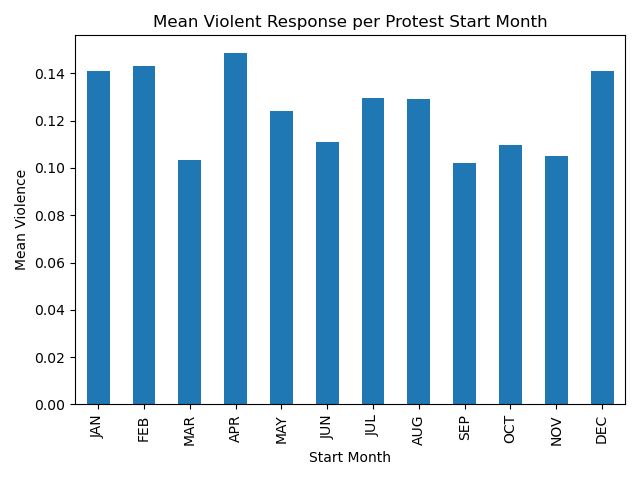 Mean Violent Response per Protest Start Month
Mean Violence
0.14
0.12
0.10
0.08
0.06
0.04
0.02
0.00
JAN FEB MAR APR MAY JUN JUL AUG SEP OCT NOV DEC
Start Month